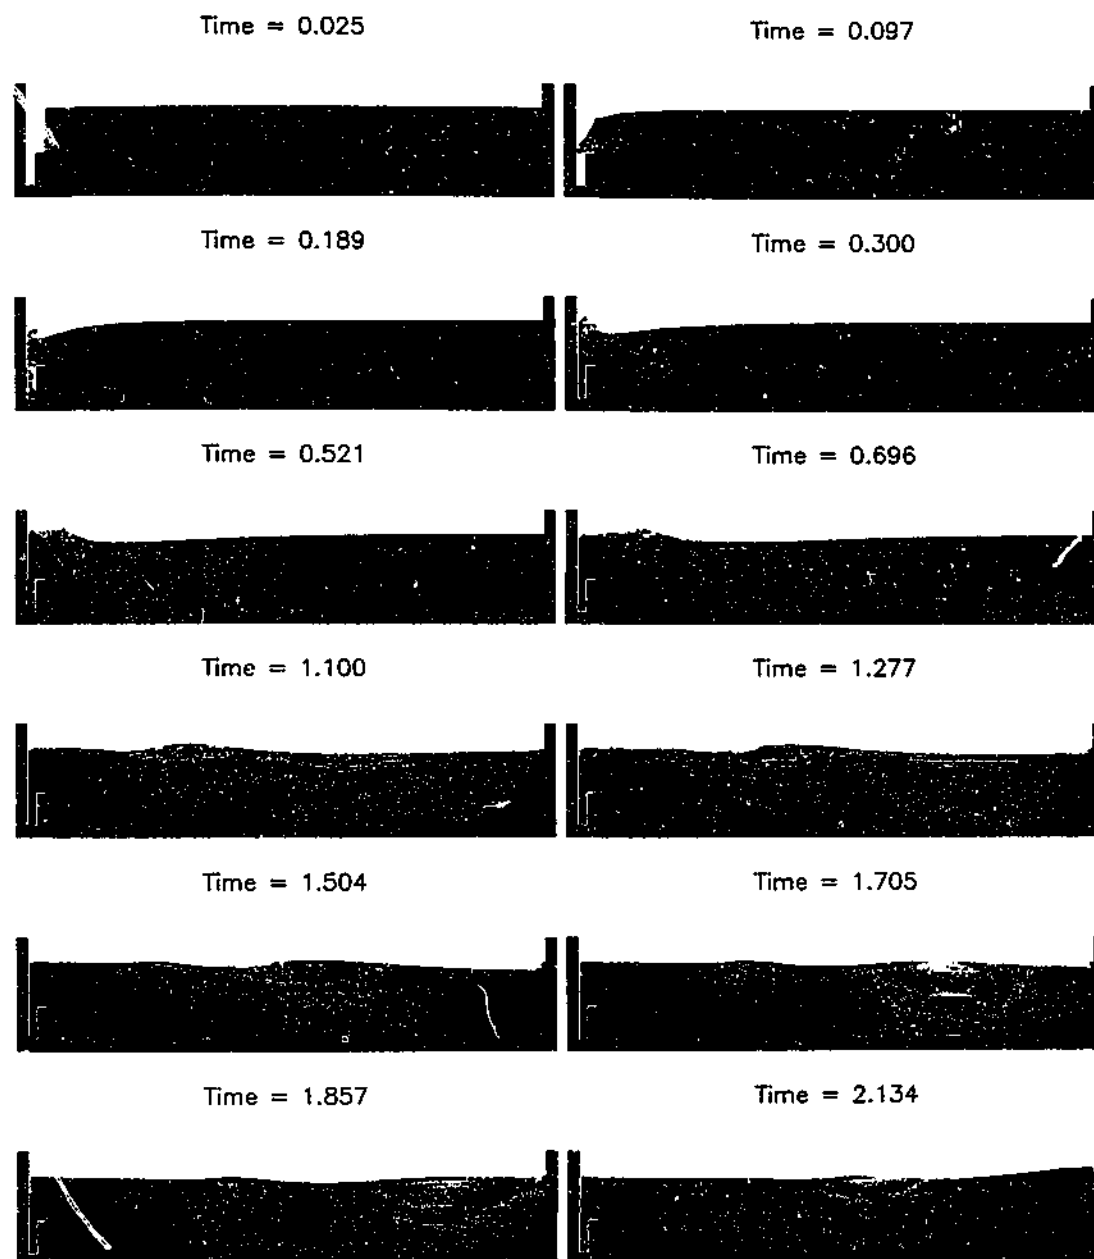 Time = 0.025
Time = 0.097
Time = 0.189
Time = 0.300
Time = 0.521
Time = 0.696
Time = 1.100
Time = 1.277
Time = 1.504
Time = 1.705
Time = 1.857
Time = 2.134